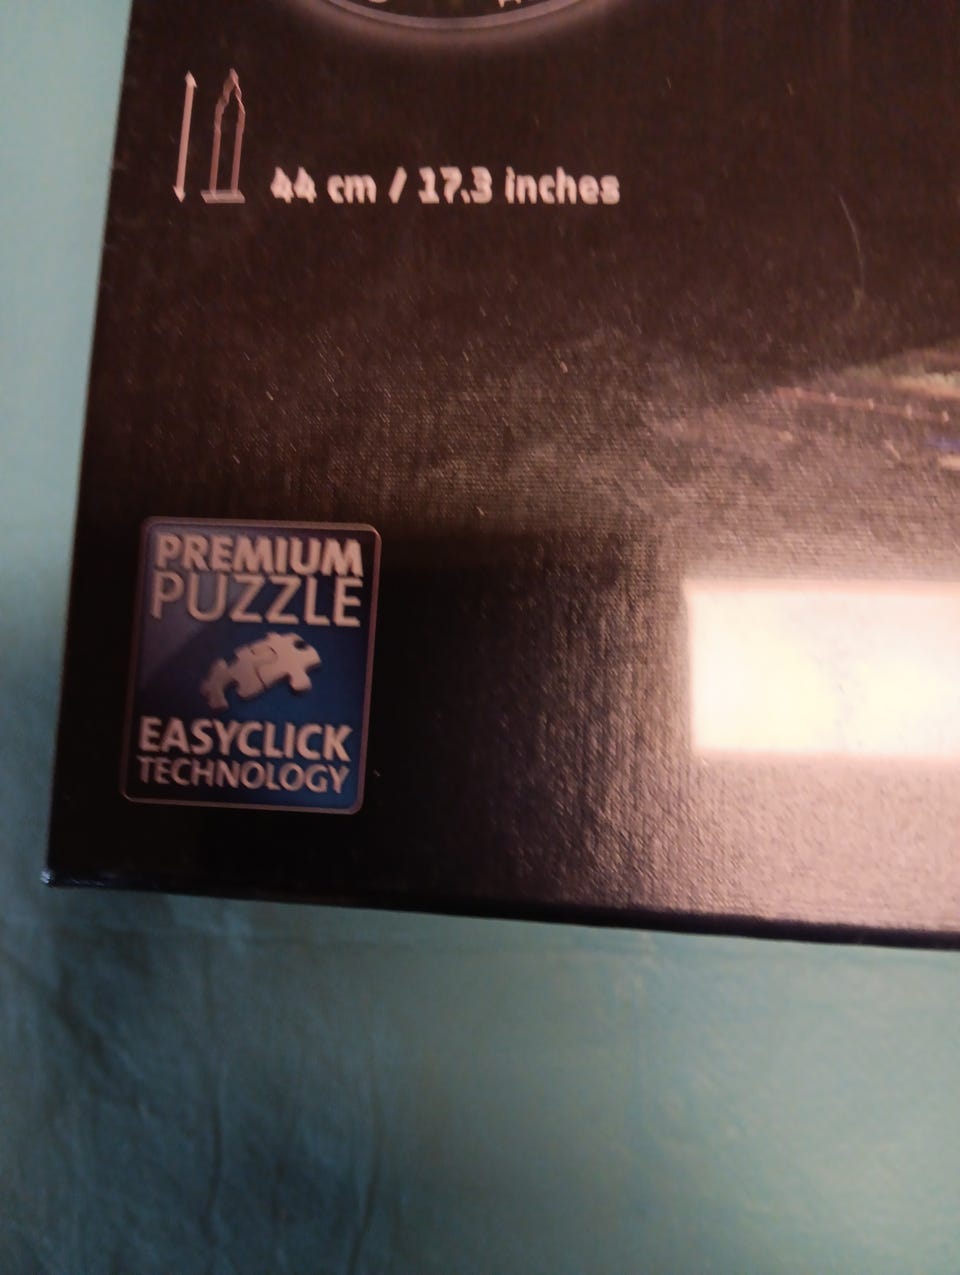 44 cm / 17.3 inches
PREMIUM
PUZZLE
EASYCLICK
TECHNOLOGY